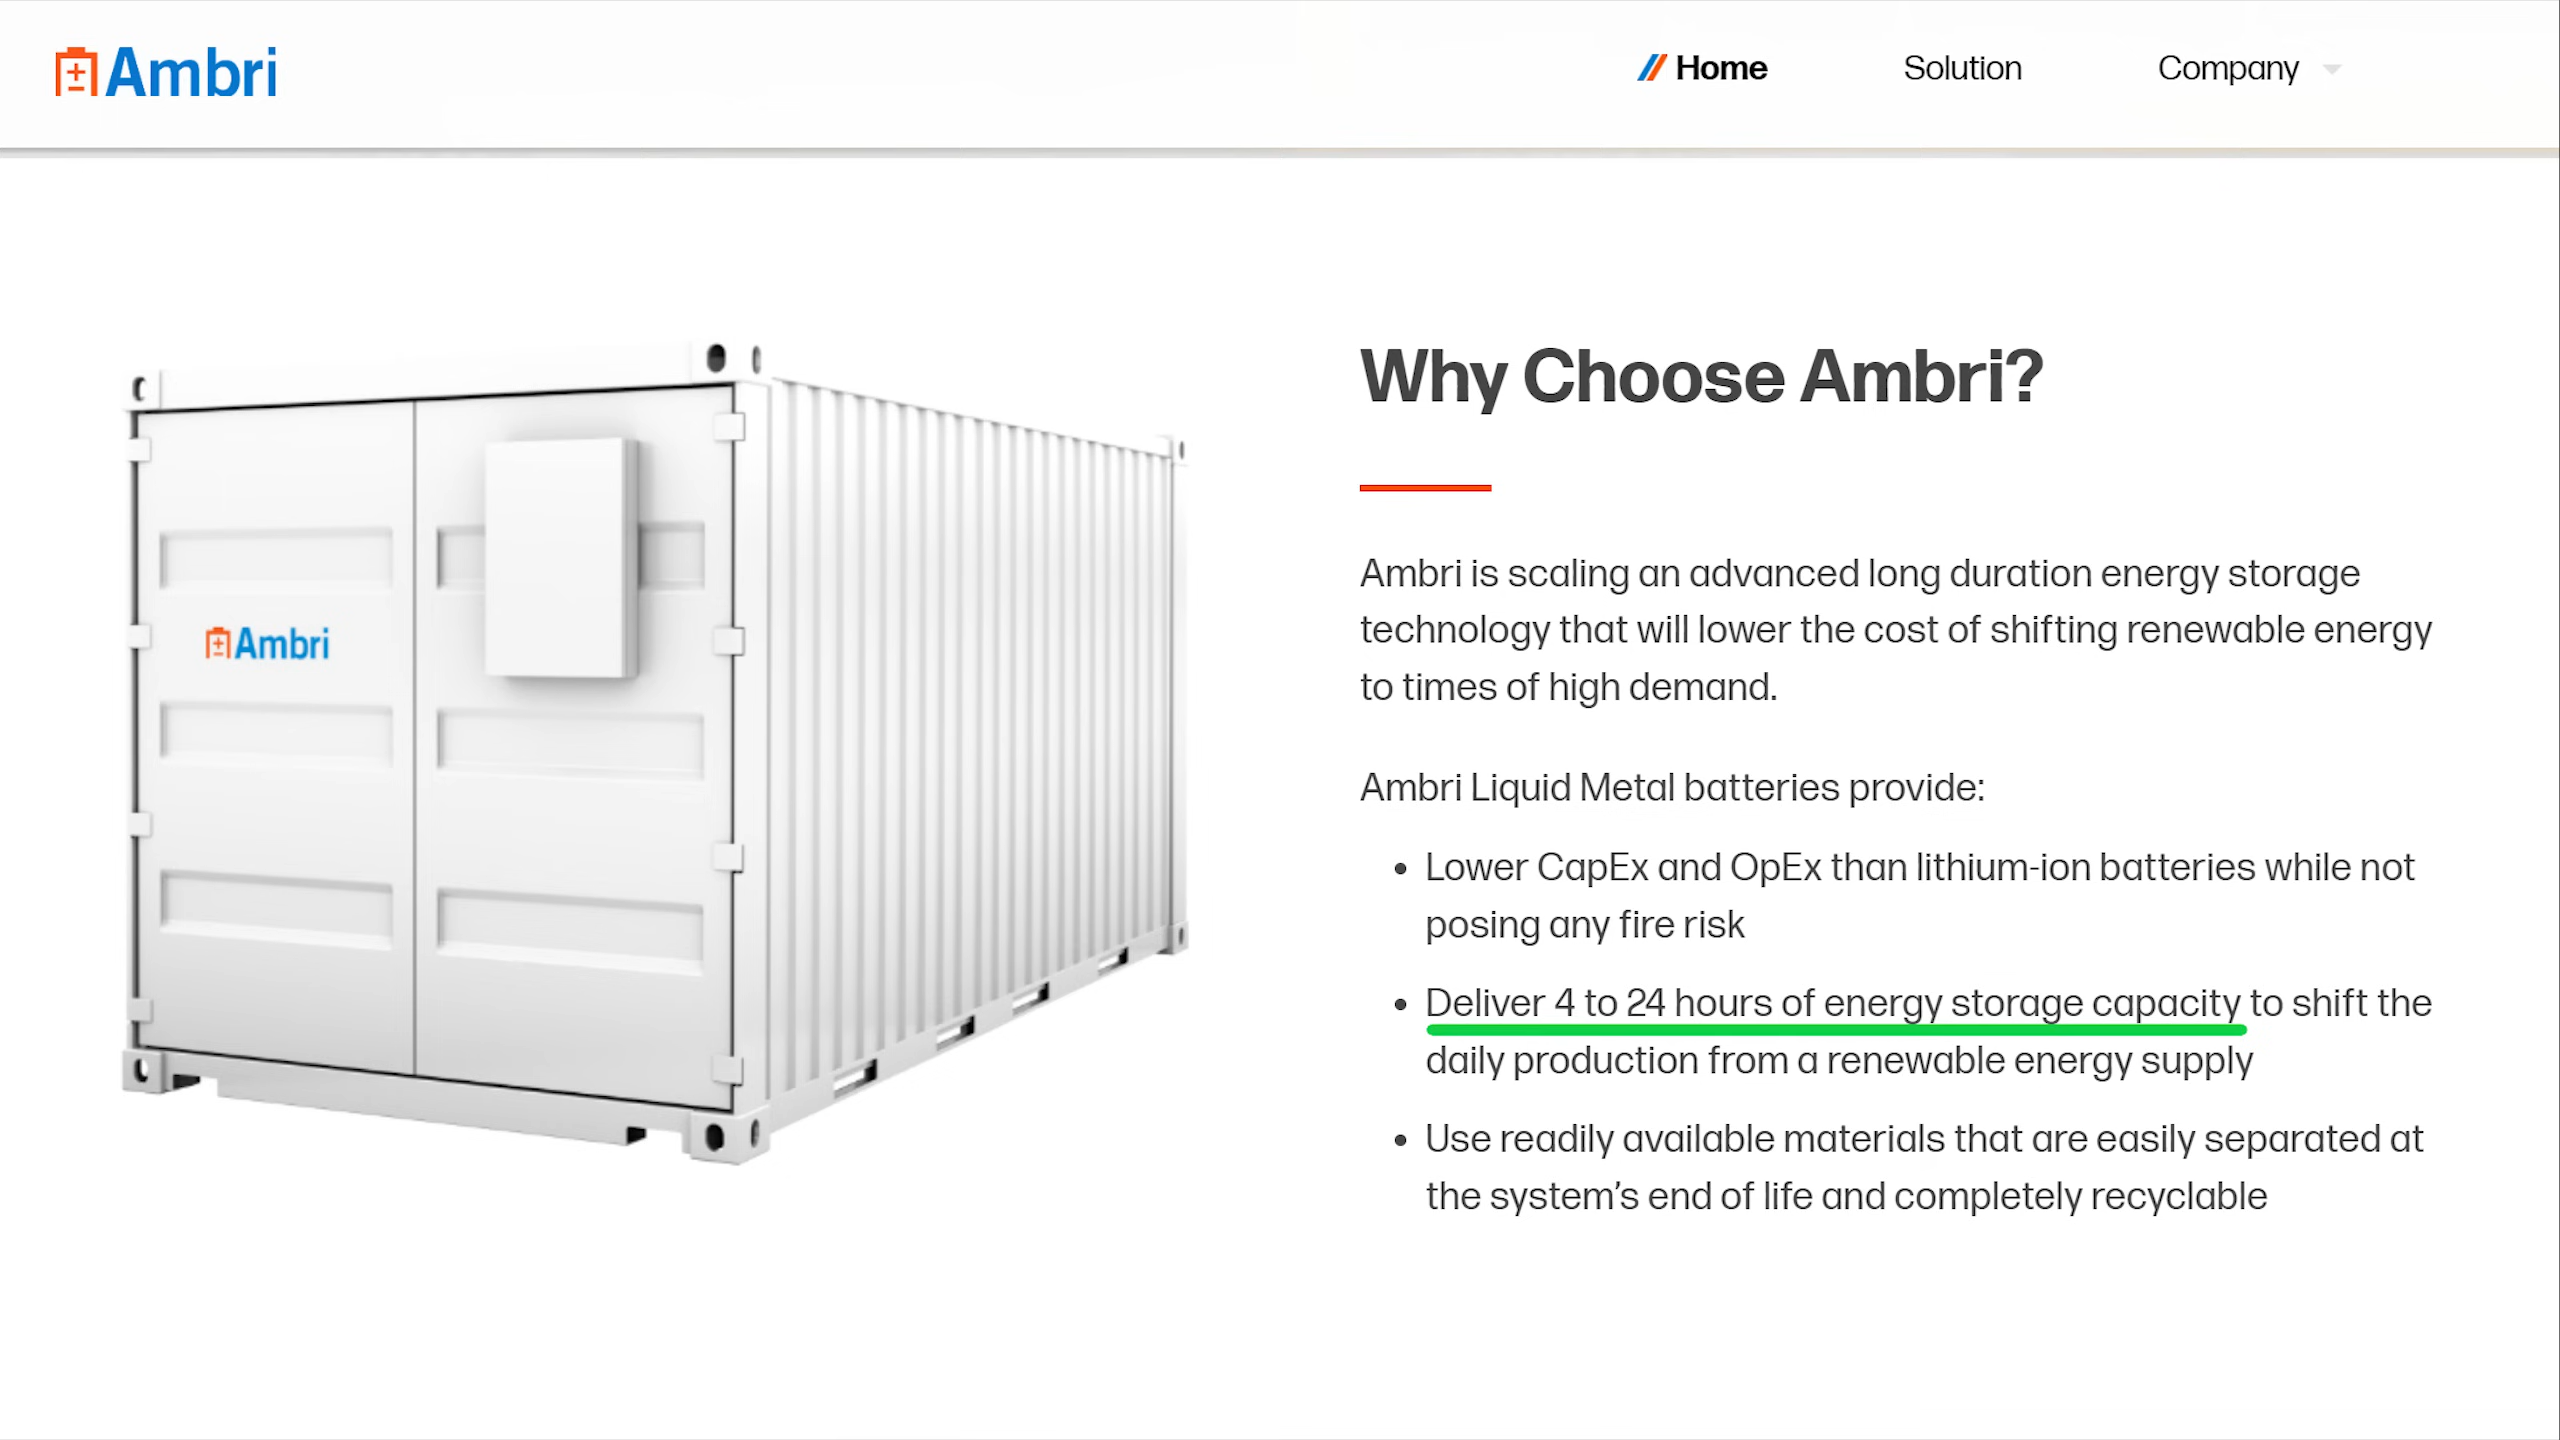 Ambri
Home
Solution
Company
Ambri
Why Choose Ambri?
Ambri is scaling an advanced long duration energy storage
technology that will lower the cost of shifting renewable energy
to times of high demand.
Ambri Liquid Metal batteries provide:
• Lower CapEx and OpEx than lithium-ion batteries while not
posing any fire risk
• Deliver 4 to 24 hours of energy storage capacity to shift the
daily production from a renewable energy supply
• Use readily available materials that are easily separated at
the system’s end of life and completely recyclable